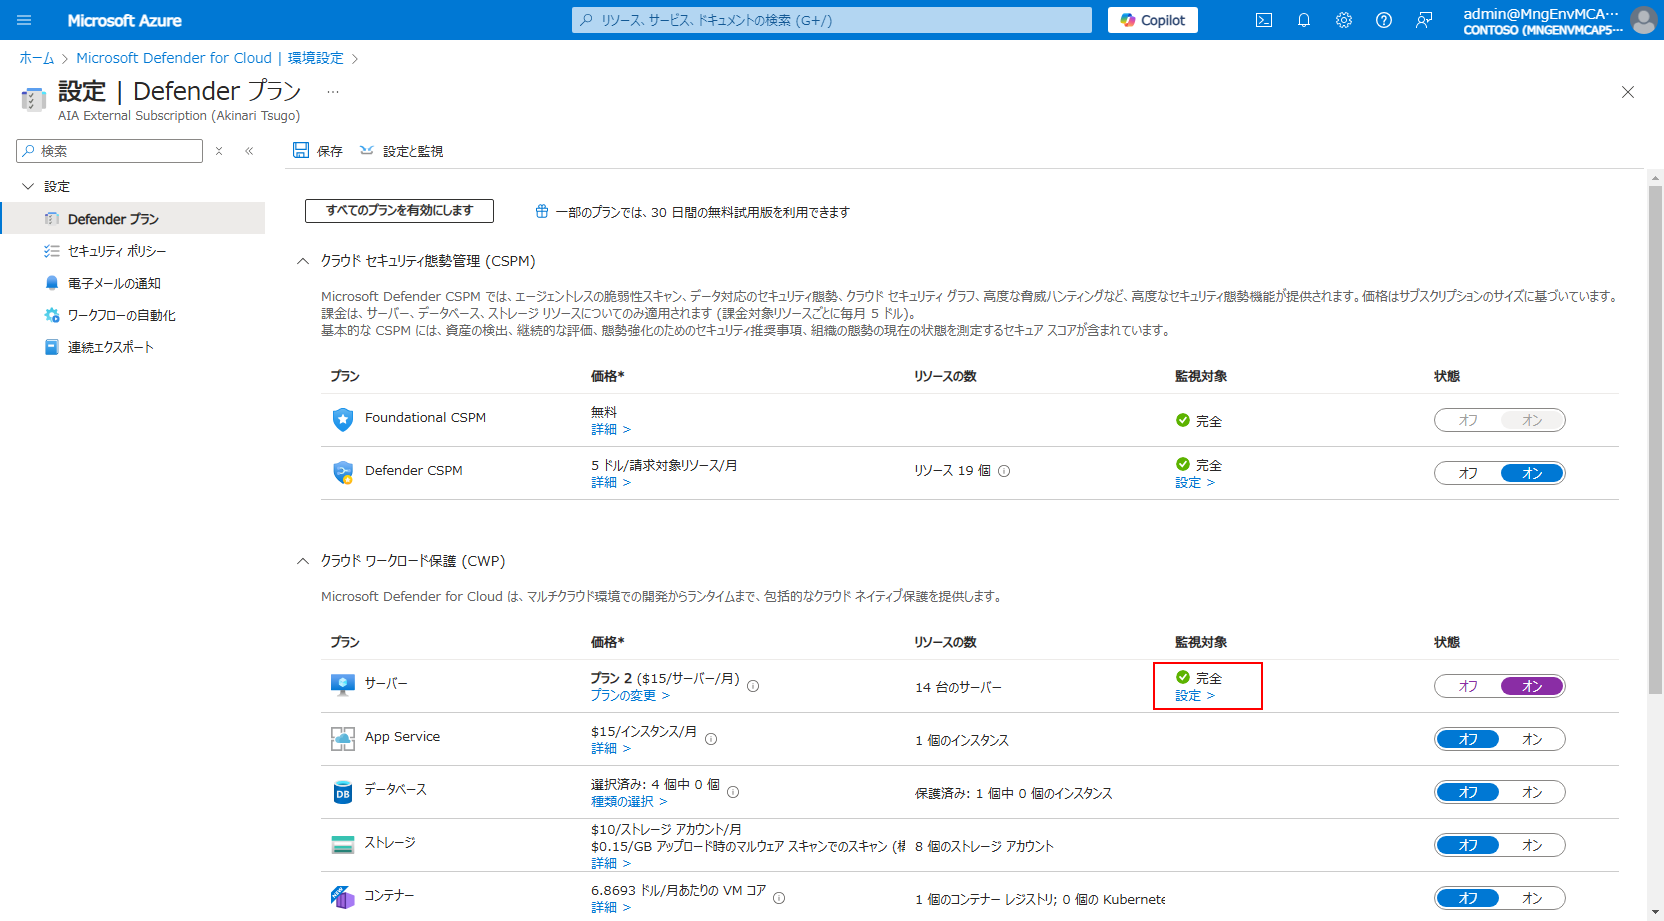 Microsoft Azure
リソース、サービス、ドキュメントの検索 (G+/)
Copilot
admin@MngEnvMCA…
CONTOSO (MNGENVMCAP5…
ホーム > Microsoft Defender for Cloud | 環境設定 >
設定 | Defender プラン …
AIA External Subscription (Akinari Tsugo)
検索
保存 設定と監視
設定
Defender プラン
セキュリティ ポリシー
電子メールの通知
ワークフローの自動化
連続エクスポート
すべてのプランを有効にします
一部のプランでは、30 日間の無料試用版を利用できます
クラウド セキュリティ態勢管理 (CSPM)
Microsoft Defender CSPM では、エージェントレスの脆弱性スキャン、データ対応のセキュリティ態勢、クラウド セキュリティ グラフ、高度な脅威ハンティングなど、高度なセキュリティ態勢機能が提供されます。価格はサブスクリプションのサイズに基づいています。
課金は、サーバー、データベース、ストレージ リソースについてのみ適用されます (課金対象リソースごとに毎月 5 ドル)。
基本的な CSPM には、資産の検出、継続的な評価、態勢強化のためのセキュリティ推奨事項、組織の態勢の現在の状態を測定するセキュア スコアが含まれています。
プラン 価格* リソースの数 監視対象 状態
Foundational CSPM 無料 完全 オフ オン
詳細 >
Defender CSPM 5 ドル/請求対象リソース/月 リソース 19 個 完全 オフ オン
詳細 > 設定 >
クラウド ワークロード保護 (CWP)
Microsoft Defender for Cloud は、マルチクラウド環境での開発からランタイムまで、包括的なクラウド ネイティブ保護を提供します。
プラン 価格* リソースの数 監視対象 状態
サーバー プラン 2 ($15/サーバー/月) 14 台のサーバー 完全 オフ オン
プランの変更 > 設定 >
App Service $15/インスタンス/月 1 個のインスタンス オフ オン
詳細 >
データベース 選択済み: 4 個中 0 個 保護済み: 1 個中 0 個のインスタンス オフ オン
種類の選択 >
ストレージ $10/ストレージ アカウント/月
$0.15/GB アップロード時のマルウェア スキャンでのスキャン ( 8 個のストレージ アカウント オフ オン
詳細 >
コンテナー 6.8693 ドル/月あたりの VM コア 1 個のコンテナー レジストリ; 0 個の Kubernete オフ オン
詳細 >